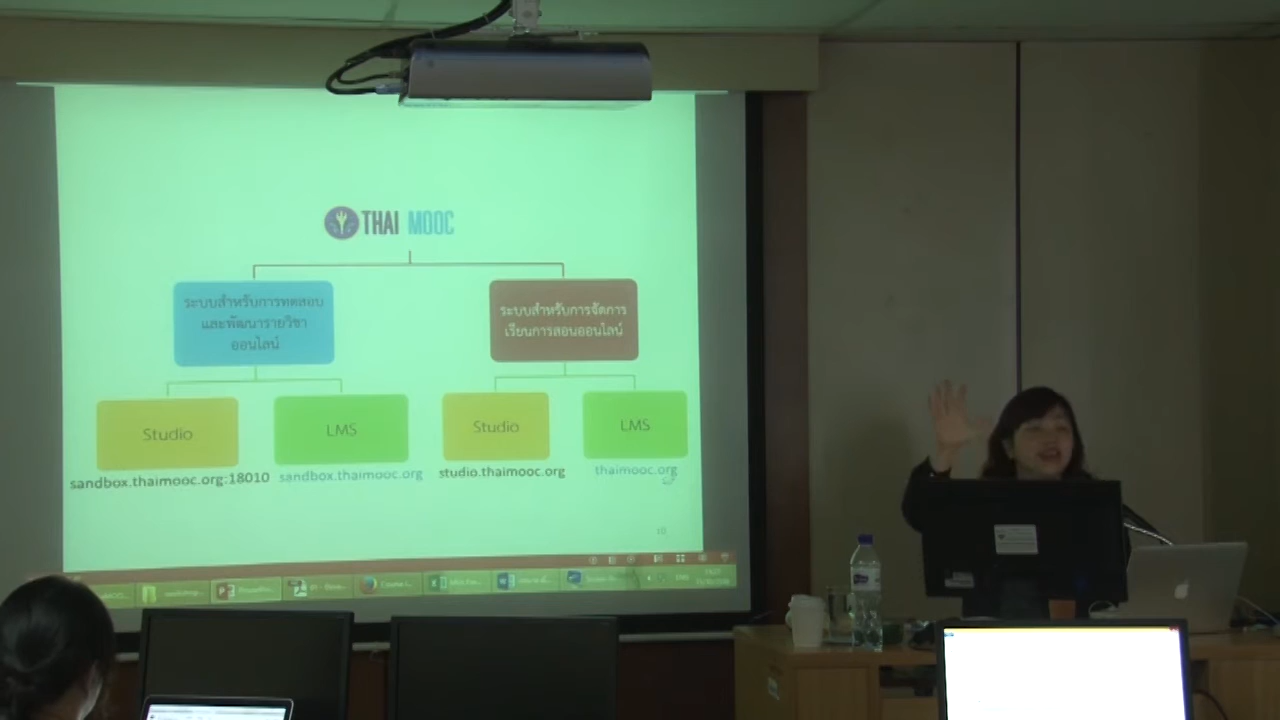 THAI MOOC
ระบบสำหรับการทดสอบ
และพัฒนารายวิชา
ออนไลน์
ระบบสำหรับการจัดการ
เรียนการสอนออนไลน์
Studio
LMS
Studio
LMS
sandbox.thaimooc.org:18010
sandbox.thaimooc.org
studio.thaimooc.org
thaimooc.org
10
ENG